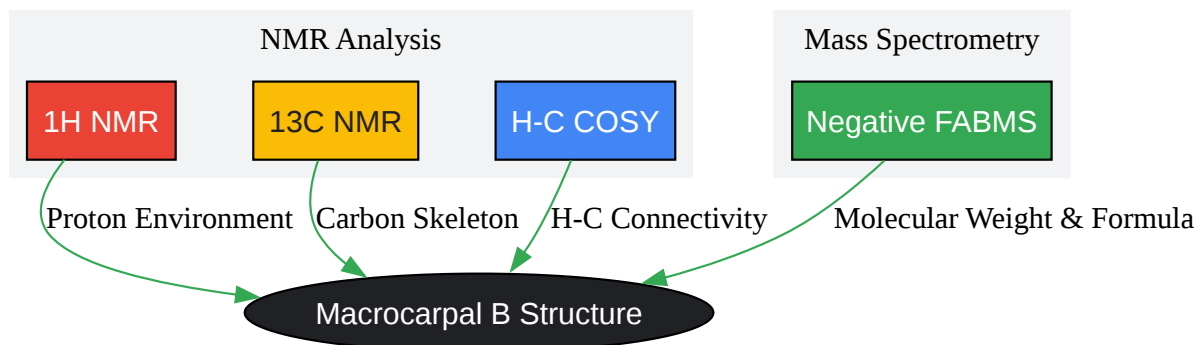 NMR Analysis
Mass Spectrometry
1H NMR
13C NMR
H-C COSY
Negative FABMS
Proton Environment
Carbon Skeleton
H-C Connectivity
Molecular Weight & Formula
Macrocarpal B Structure